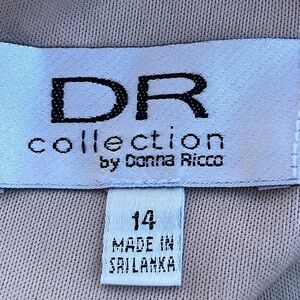 DR
collection
by Donna Ricco
14
MADE IN
SRI LANKA